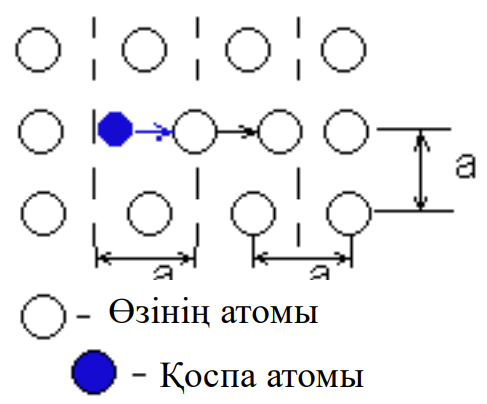 a
a a
- Өзінің атомы
- Қоспа атомы